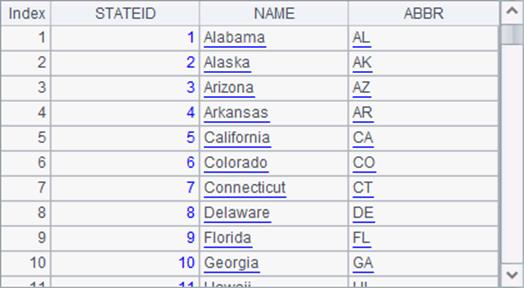 Index STATEID NAME ABBR
1 1 Alabama AL
2 2 Alaska AK
3 3 Arizona AZ
4 4 Arkansas AR
5 5 California CA
6 6 Colorado CO
7 7 Connecticut CT
8 8 Delaware DE
9 9 Florida FL
10 10 Georgia GA
11 11 Hawaii HI